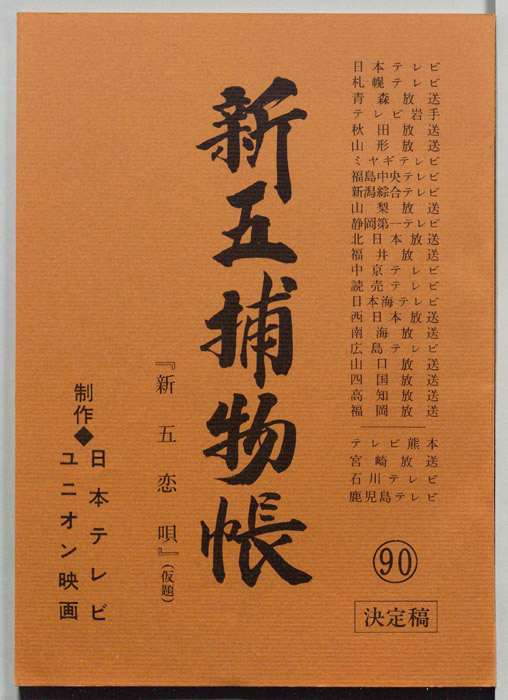 日本テレビ
札幌テレビ
青森放送
テレビ岩手
秋田放送
山形放送
ミヤギテレビ
福島中央テレビ
新潟綜合テレビ
山梨放送
静岡第一テレビ
北日本放送
福井放送
中京テレビ
読売テレビ
日本海テレビ
西日本放送
南海放送
広島テレビ
山口放送
四国放送
高知放送
福岡放送
テレビ熊本
宮崎放送
石川テレビ
鹿児島テレビ
90
決定稿
新五捕物帳
『新五恋唄』(仮題)
制作◆日本テレビ
ユニオン映画